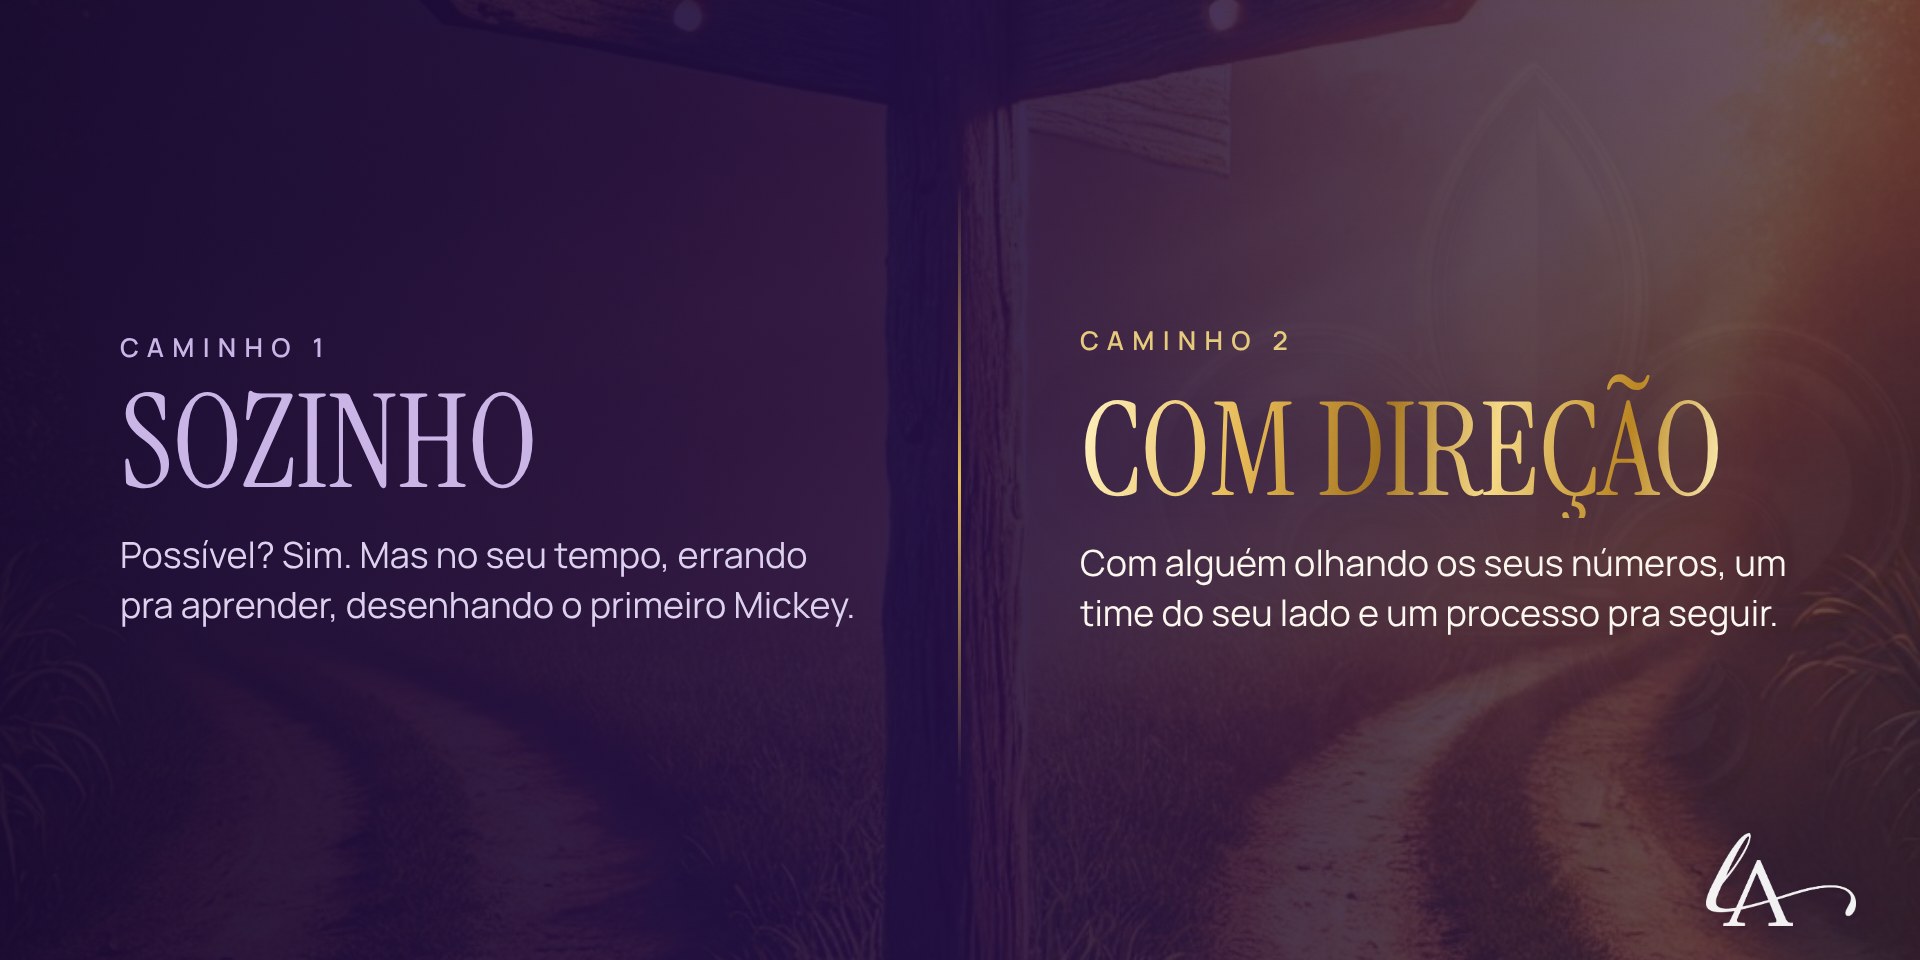 CAMINHO 1
SOZINHO
Possível? Sim. Mas no seu tempo, errando
pra aprender, desenhando o primeiro Mickey.
CAMINHO 2
COM DIREÇÃO
Com alguém olhando os seus números, um
time do seu lado e um processo pra seguir.
lA